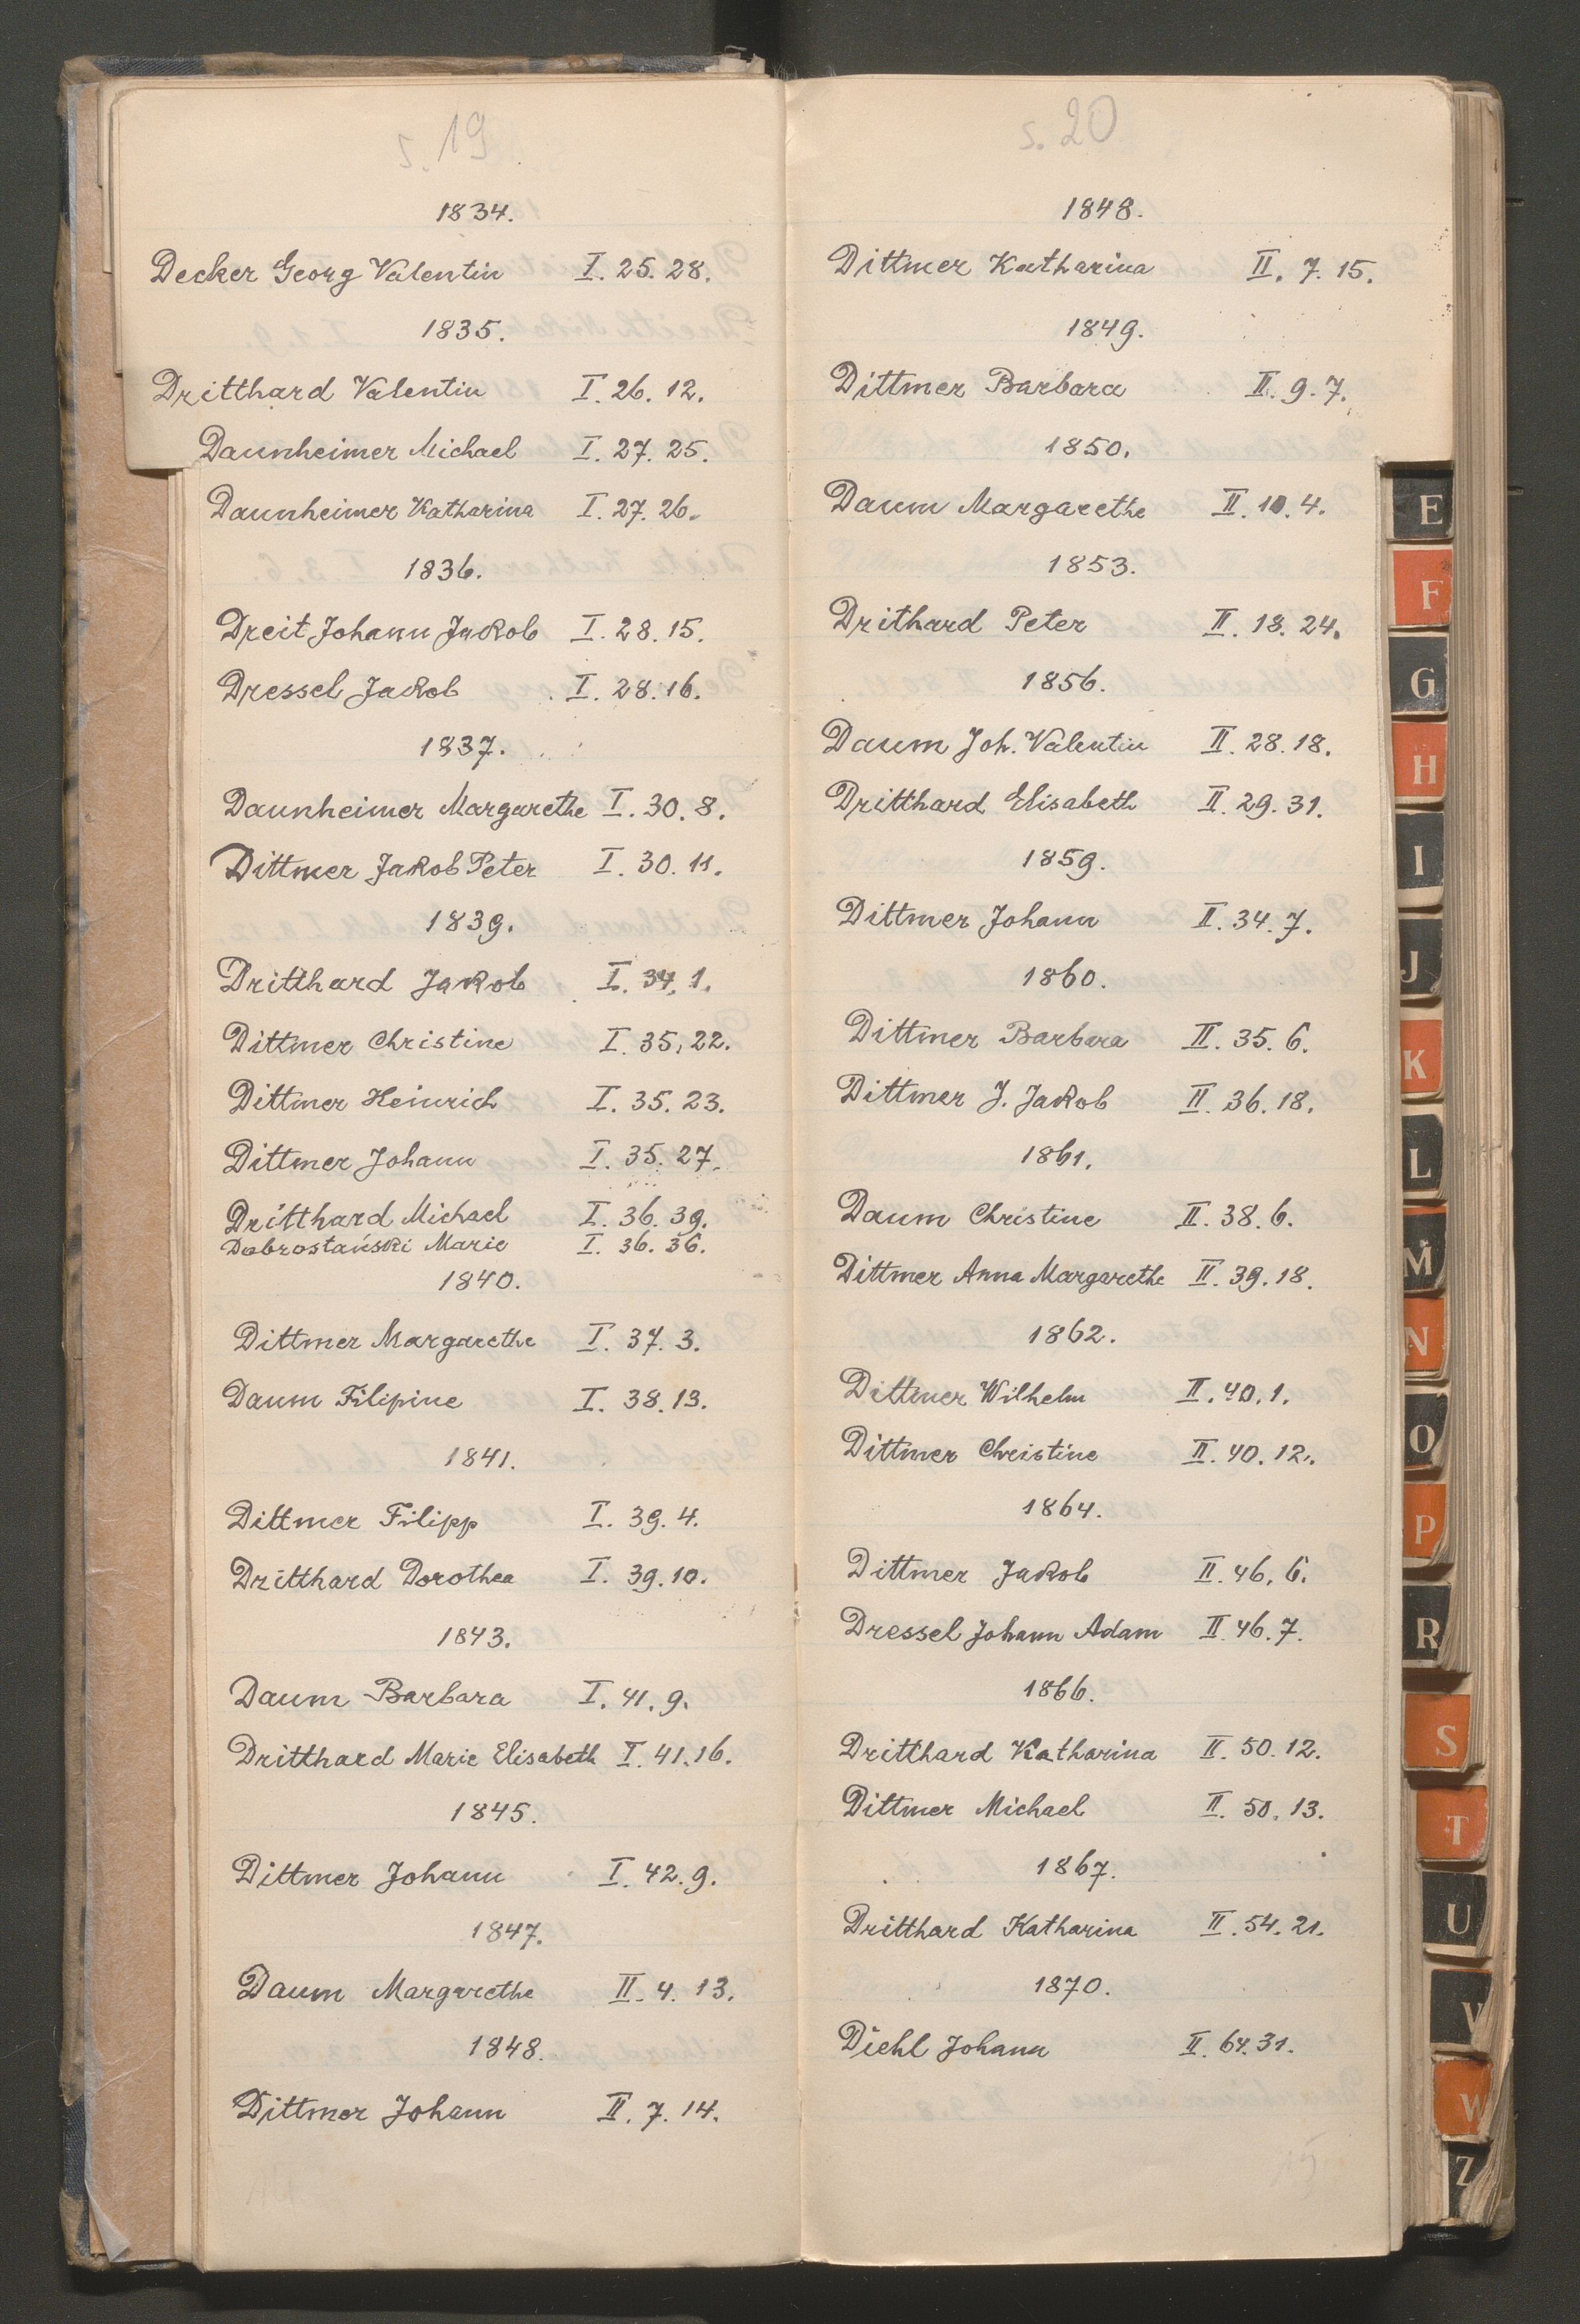 s. 19
1834.
Decker Georg Valentin I. 25. 28.
1835.
Dritthard Valentin I. 26. 12.
Daunheimer Michael I. 27. 25.
Daunheimer Katharina I. 27. 26.
1836.
Dreit Johann Jakob I. 28. 15.
Dressel Jakob I. 28. 16.
1837.
Daunheimer Margarethe I. 30. 8.
Dittmer Jakob Peter I. 30. 11.
1839.
Dritthard Jakob I. 34. 1.
Dittmer Christine I. 35. 22.
Dittmer Heinrich I. 35. 23.
Dittmer Johann I. 35. 27.
Dritthard Michael I. 36. 39.
Dobrostański Marie I. 36. 36.
1840.
Dittmer Margarethe I. 37. 3.
Daum Filipine I. 38. 13.
1841.
Dittmer Filipp I. 39. 4.
Dritthard Dorothea I. 39. 10.
1843.
Daum Barbara I. 41. 9.
Dritthard Marie Elisabeth I. 41. 16.
1845.
Dittmer Johann I. 42. 9.
1847.
Daum Margarethe II. 4. 13.
1848.
Dittmer Johann II. 7. 14.
s. 20
1848.
Dittmer Katharina II. 7. 15.
1849.
Dittmer Barbara II. 9. 7.
1850.
Daum Margarethe II. 10. 4.
1853.
Drithard Peter II. 18. 24.
1856.
Daum Joh. Valentin II. 28. 18.
Dritthard Elisabeth II. 29. 31.
1859.
Dittmer Johann II. 34. 7.
1860.
Dittmer Barbara II. 35. 6.
Dittmer J. Jakob II. 36. 18.
1861.
Daum Christine II. 38. 6.
Dittmer Anna Margarethe II. 39. 18.
1862.
Dittmer Wilhelm II. 40. 1.
Dittmer Christine II. 40. 12.
1864.
Dittmer Jakob II. 46. 6.
Dressel Johann Adam II. 46. 7.
1866.
Dritthard Katharina II. 50. 12.
Dittmer Michael II. 50. 13.
1867.
Dritthard Katharina II. 54. 21.
1870.
Diehl Johann II. 64. 31.
E
F
G
H
I
J
K
L
M
N
O
P
R
S
T
U
V
W
Z